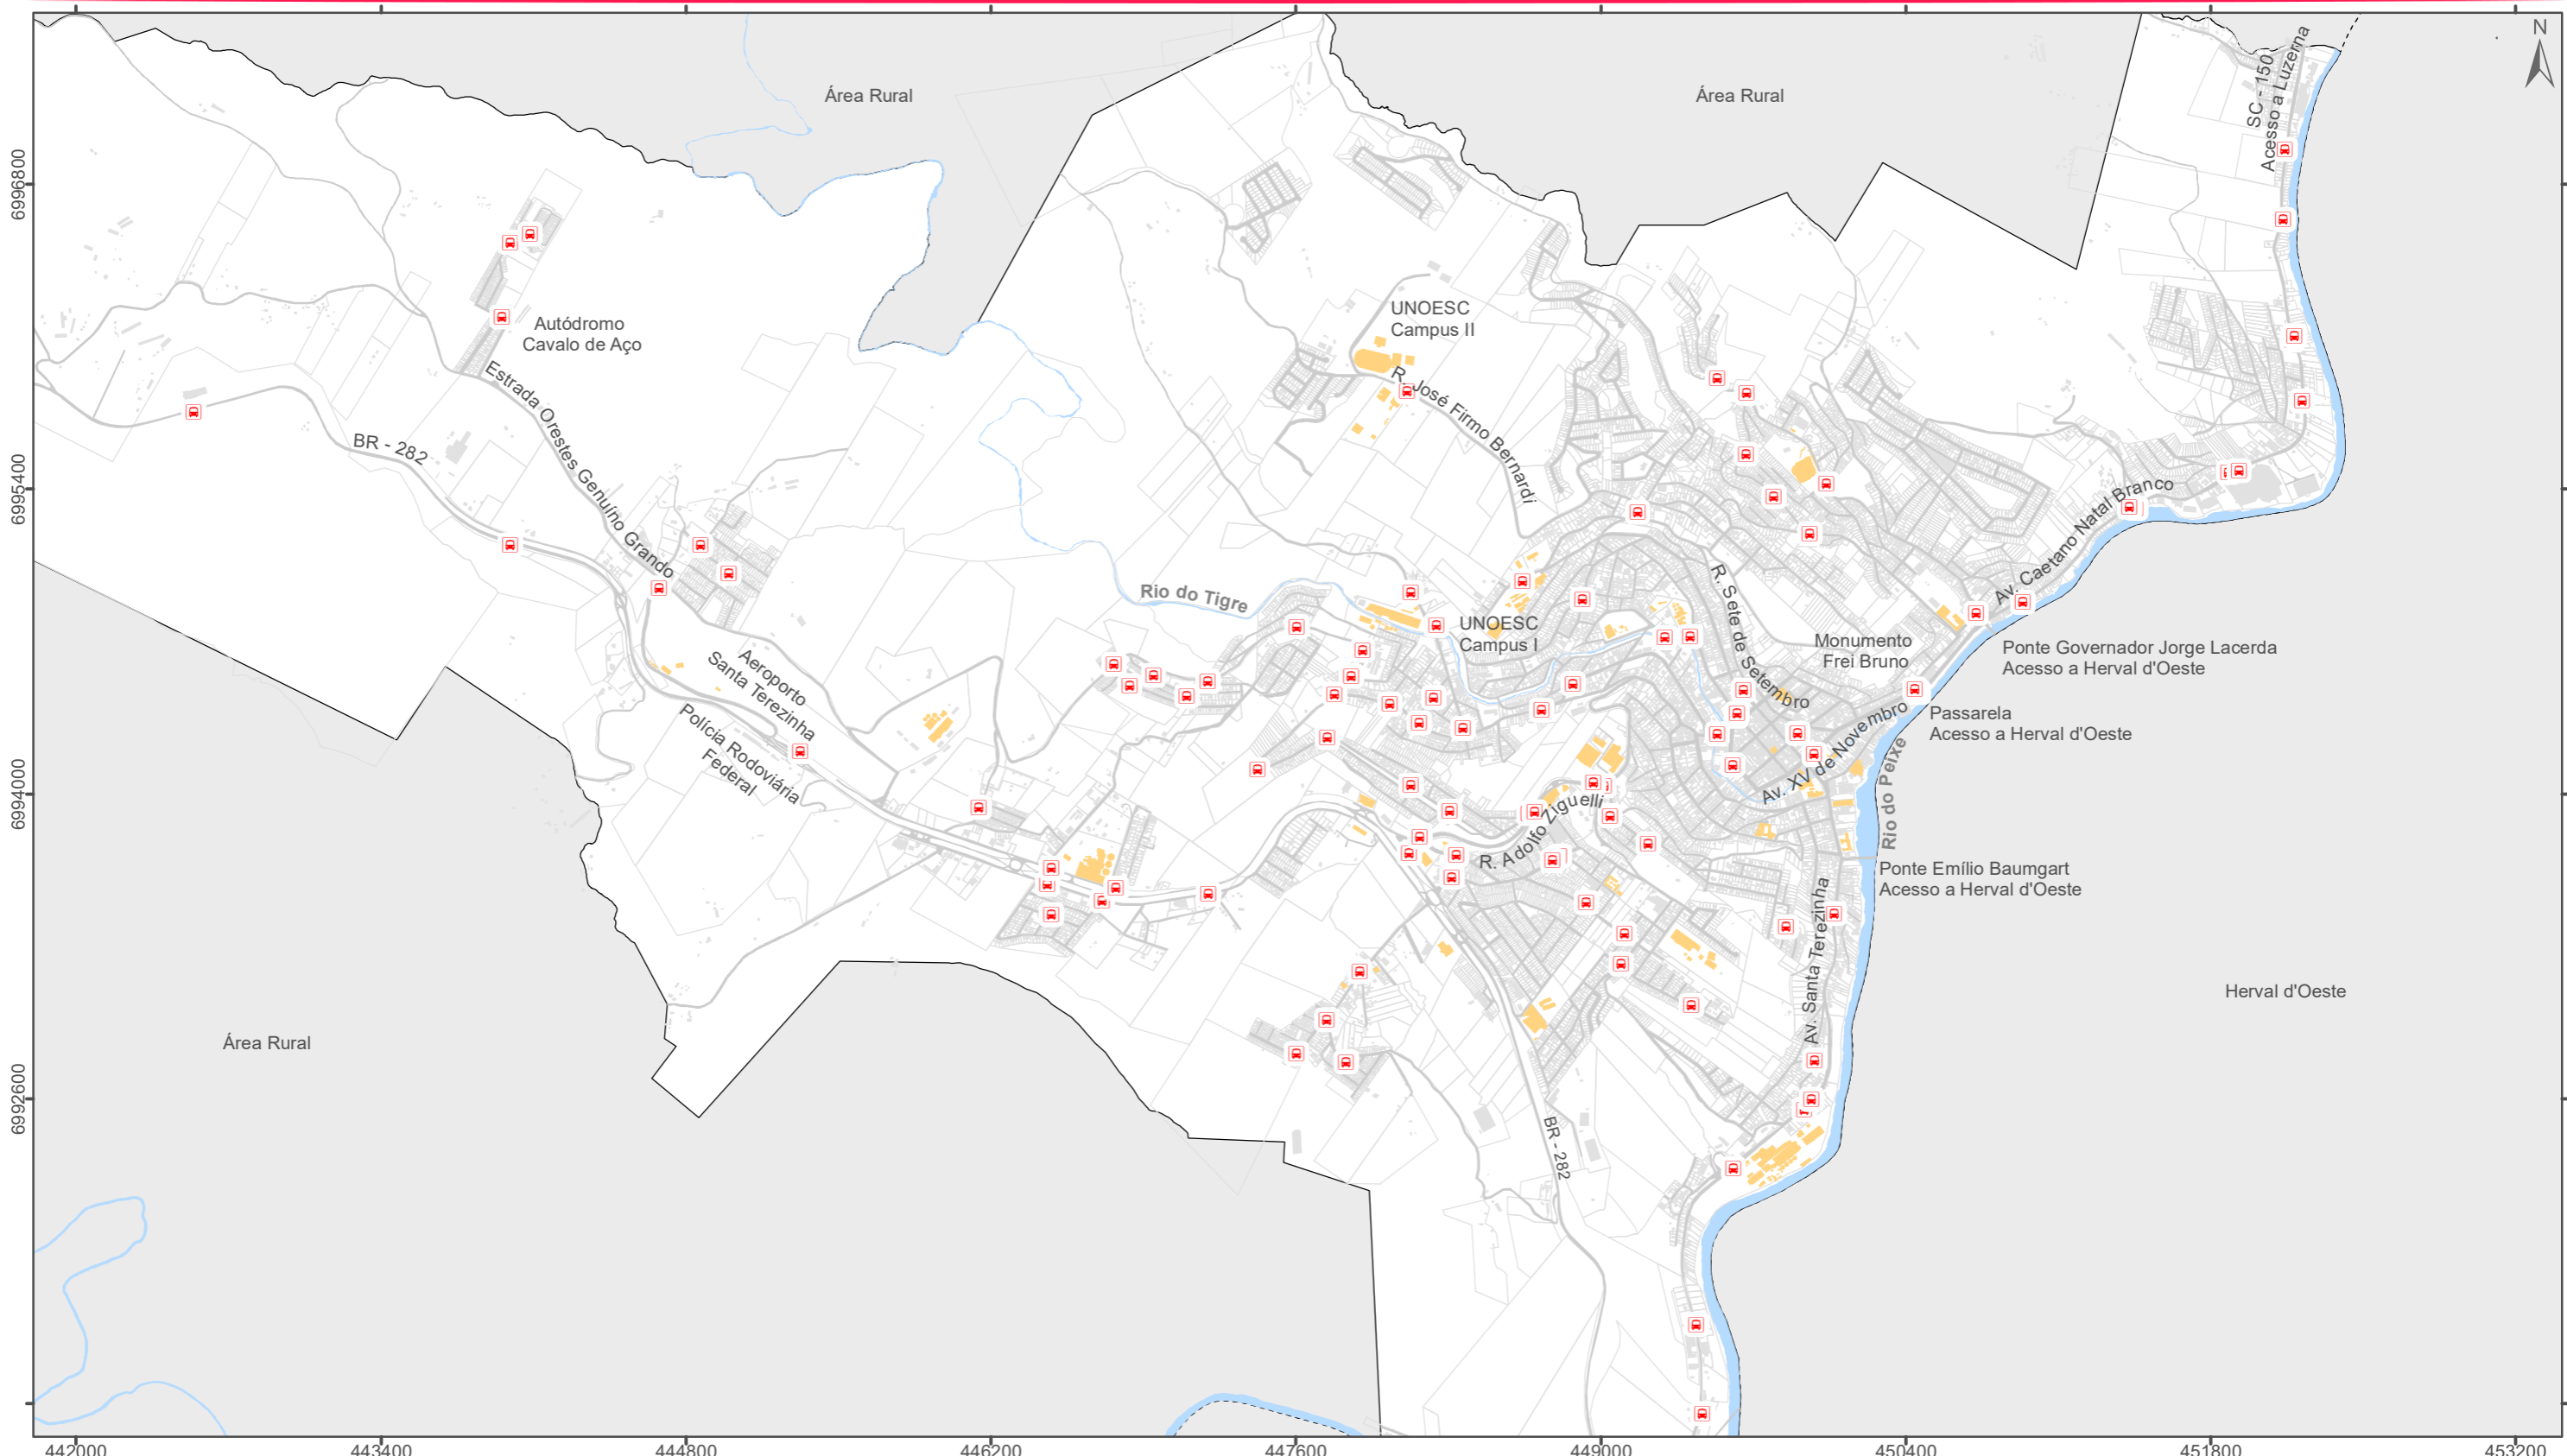 N
Área Rural
Área Rural
SC - 150
Acesso a Luzerna
UNOESC
Campus II
R. José Firmo Bernardi
Autódromo
Cavalo de Aço
Estrada Orestes Genuíno Grando
BR - 282
Av. Caetano Natal Branco
Rio do Tigre
UNOESC
Campus I
R. Sete de Setembro
Monumento
Frei Bruno
Ponte Governador Jorge Lacerda
Acesso a Herval d'Oeste
Aeroporto
Santa Terezinha
Polícia Rodoviária
Federal
Passarela
Acesso a Herval d'Oeste
Av. XV de Novembro
Rio do Peixe
R. Adolfo Ziguelli
Ponte Emílio Baumgart
Acesso a Herval d'Oeste
Av. Santa Terezinha
Herval d'Oeste
Área Rural
BR - 282
6996800
6995400
6994000
6992600
442000
443400
444800
446200
447600
449000
450400
451800
453200